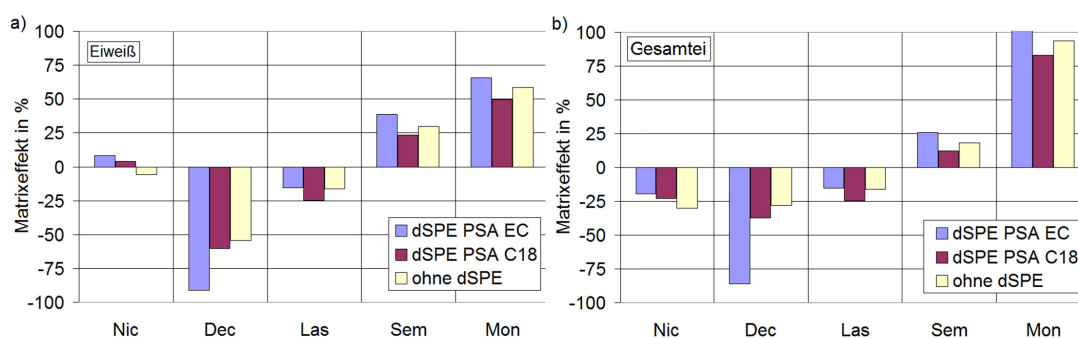 a)
Matrixeffekt in %
100
75
50
25
0
-25
-50
-75
-100
Eiweiß
dSPE PSA EC
dSPE PSA C18
ohne dSPE
Nic Dec Las Sem Mon
b)
Matrixeffekt in %
100
75
50
25
0
-25
-50
-75
-100
Gesamtei
dSPE PSA EC
dSPE PSA C18
ohne dSPE
Nic Dec Las Sem Mon